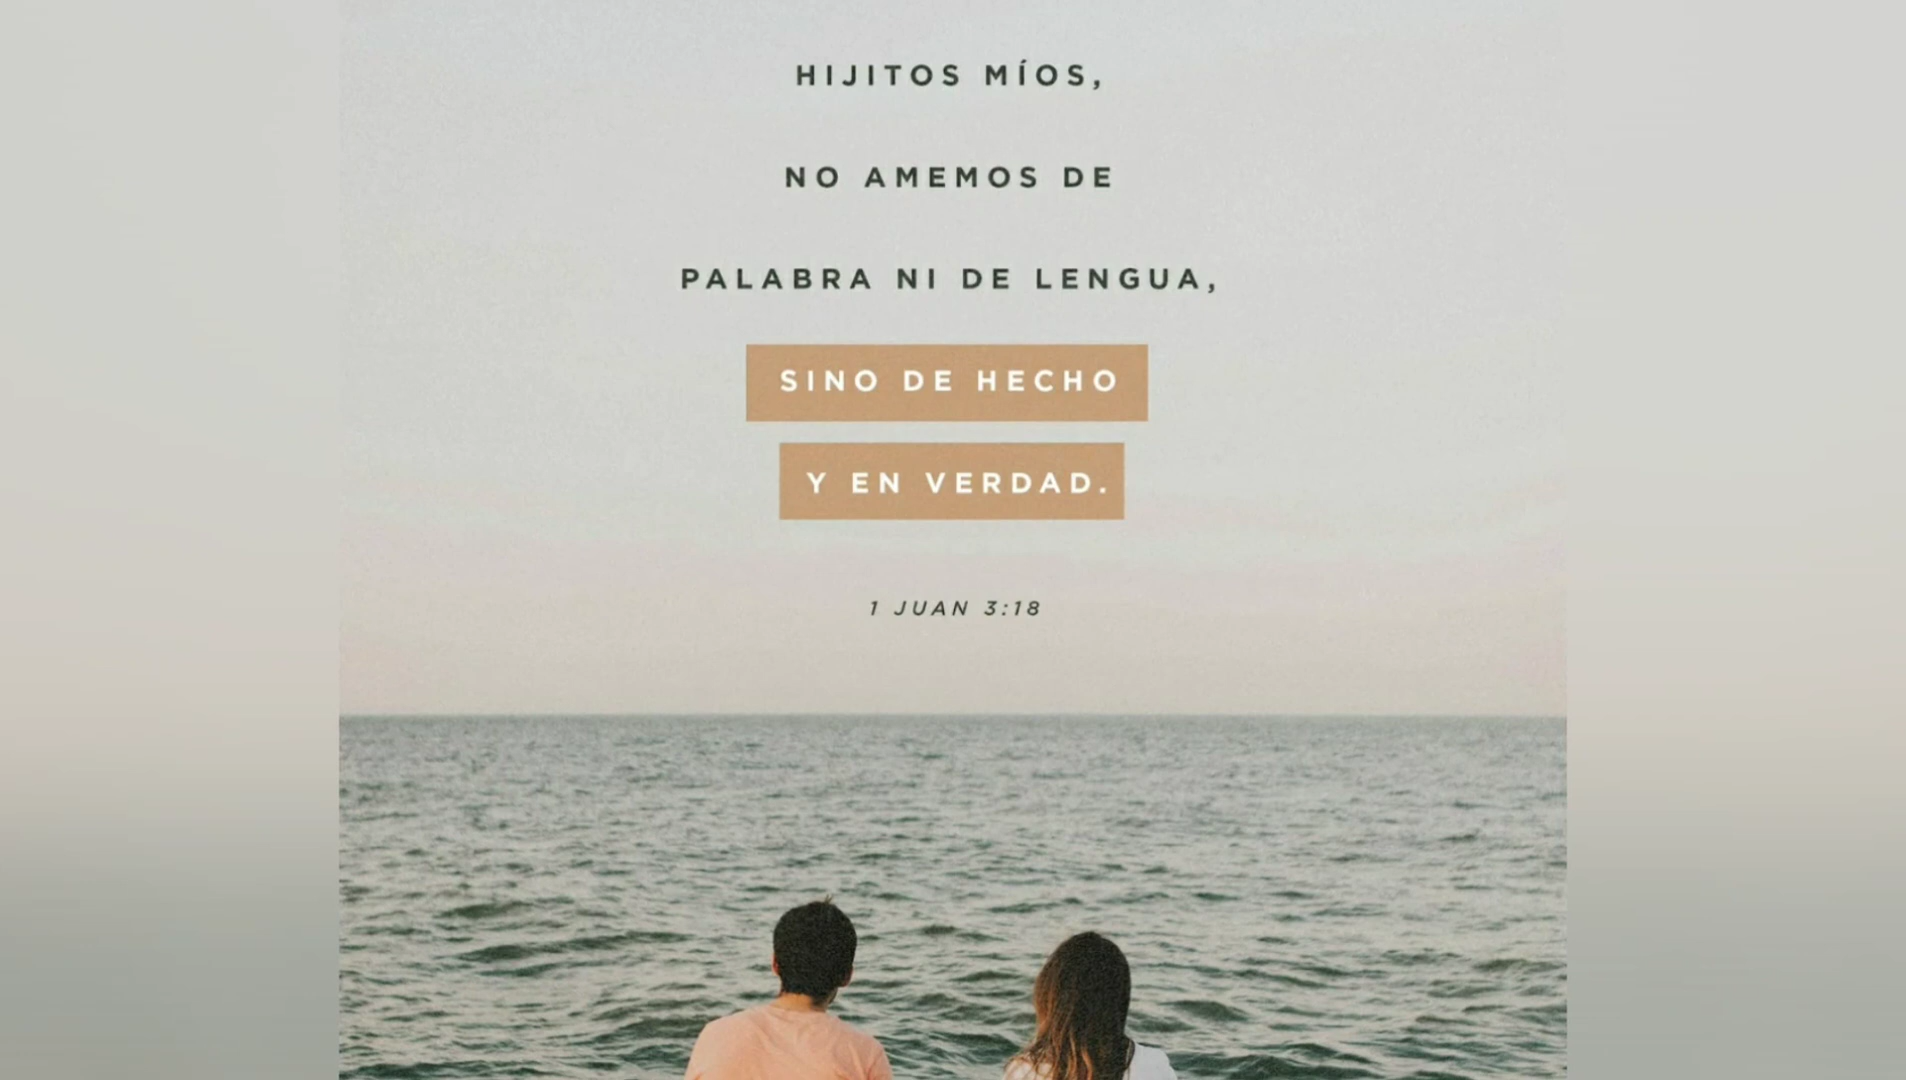 HIJITOS MÍOS,
NO AMEMOS DE
PALABRA NI DE LENGUA,
SINO DE HECHO
Y EN VERDAD.
1 JUAN 3:18